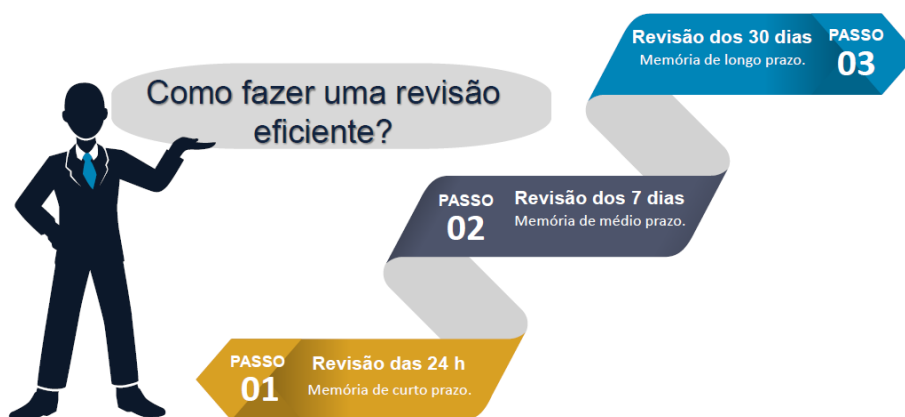 Como fazer uma revisão
eficiente?
PASSO
01
Revisão das 24 h
Memória de curto prazo.
PASSO
02
Revisão dos 7 dias
Memória de médio prazo.
Revisão dos 30 dias
Memória de longo prazo.
PASSO
03